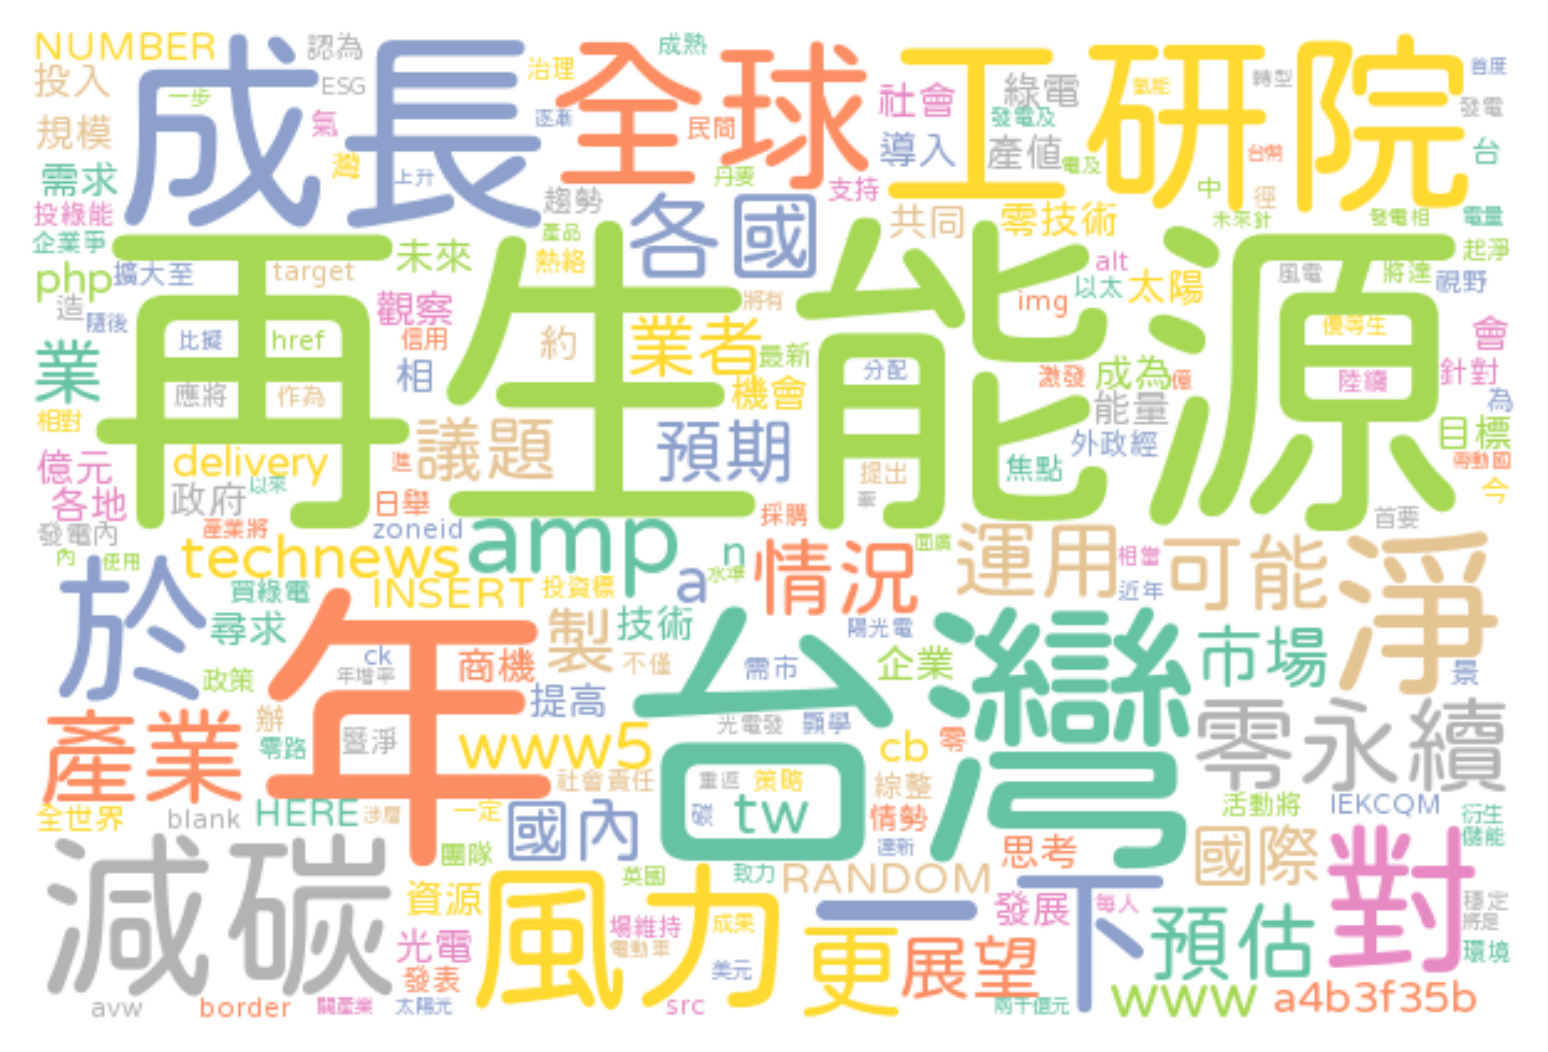 NUMBER
認為
成熟
治理
成長
全球
工研院
首度
投入
一步
ESG
氣
逐漸
民間
社會
綠電
氫能
轉型
發電
規模
灣
發電及
導入
產值
電及
台幣
台
需求
上升
丹麥
支持
中
徑
投綠能
趨勢
各國
共同
零技術
未來針
發電相
電量
企業爭
產品
未來
熱絡
起淨
php
擴大至
target
再生能源
alt
以太
太陽
風電
將達
視野
造
隨後
觀察
將有
img
優等生
比擬
href
信用
約
業者
最新
會
業
相
分配
激發
成為
億
陸續
針對
應將
作為
機會
能量
為
相對
議題
預期
外政經
目標
億元
delivery
進
提出
焦點
帶動國
各地
政府
以來
日舉
今
發電內
產業將
zoneid
採購
首要
內
使用
technews
amp
n
情況
面廣
運用
相當
可能
淨
買綠電
INSERT
投資標
a
水準
近年
於
尋求
年
製
技術
陽光電
台灣
市場
政策
ck
年增率
商機
不僅
需市
企業
景
提高
產業
辦
零路
暨淨
www5
光電發
顯學
cb
零
零永續
社會責任
重返
策略
綜整
全世界
blank
HERE
涉層
一定
國內
碳
tw
情勢
活動將
IEKCQM
衍生
儲能
減碳
團隊
達新
思考
國際
對
資源
風力
英國
致力
RANDOM
一下
發展
每人
預估
穩定
將是
光電
場維持
成果
更
展望
電動車
環境
發表
美元
avw
border
關產業
太陽光
src
兩千億元
www
a4b3f35b